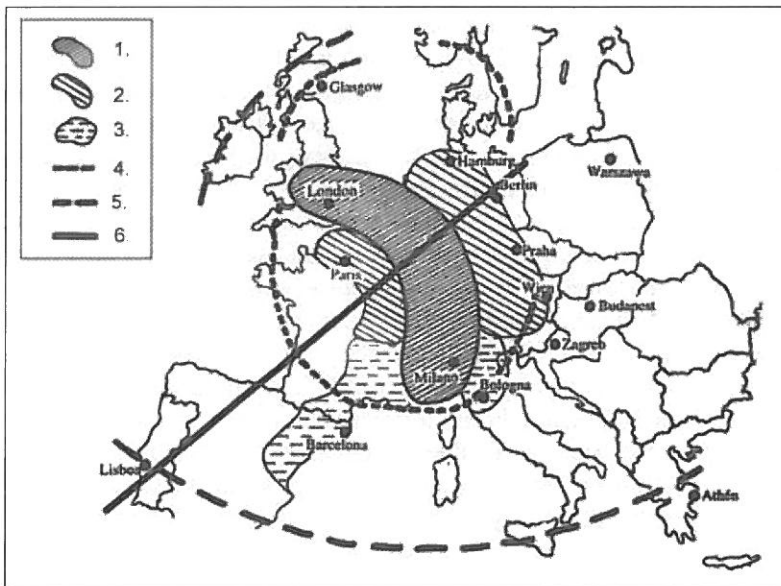 1.
2.
3.
4.
5.
6.
Glasgow
Hamburg
Warszawa
London
Berlin
Paris
Praha
Wien
Budapest
Zagreb
Milano
Bologna
Barcelona
Lisboa
Athén